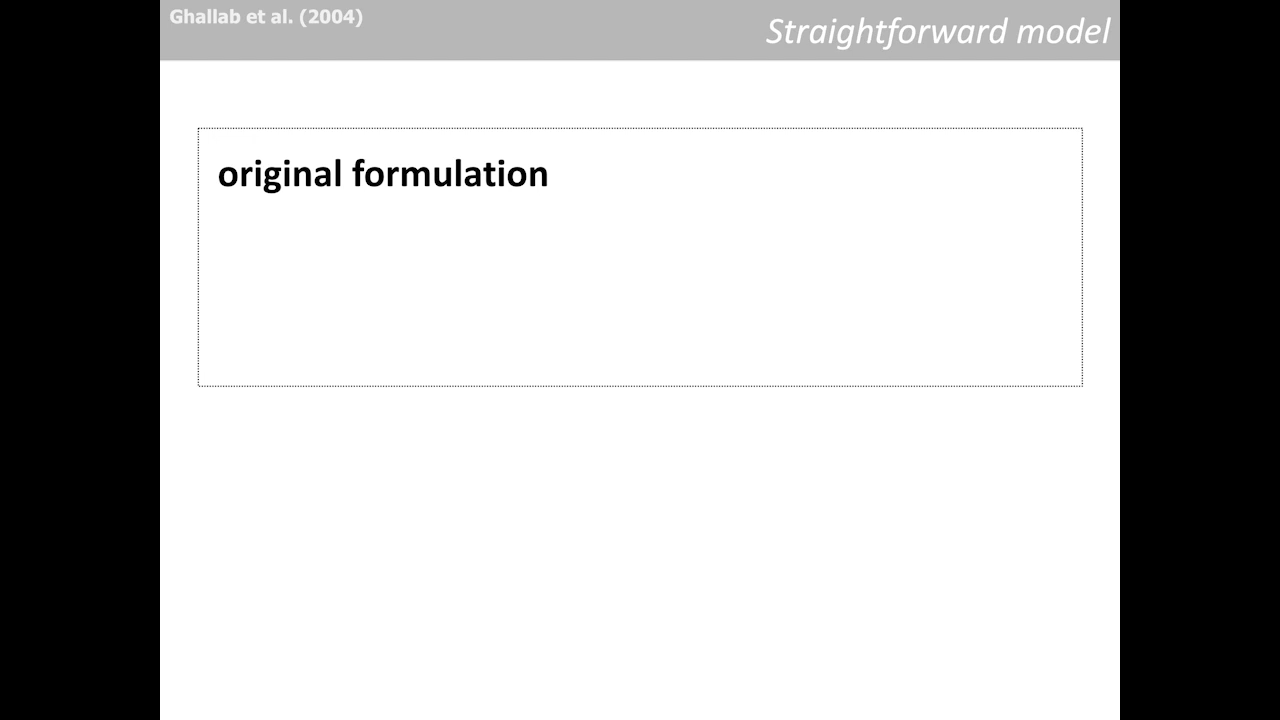 Ghallab et al. (2004)
Straightforward model
original formulation